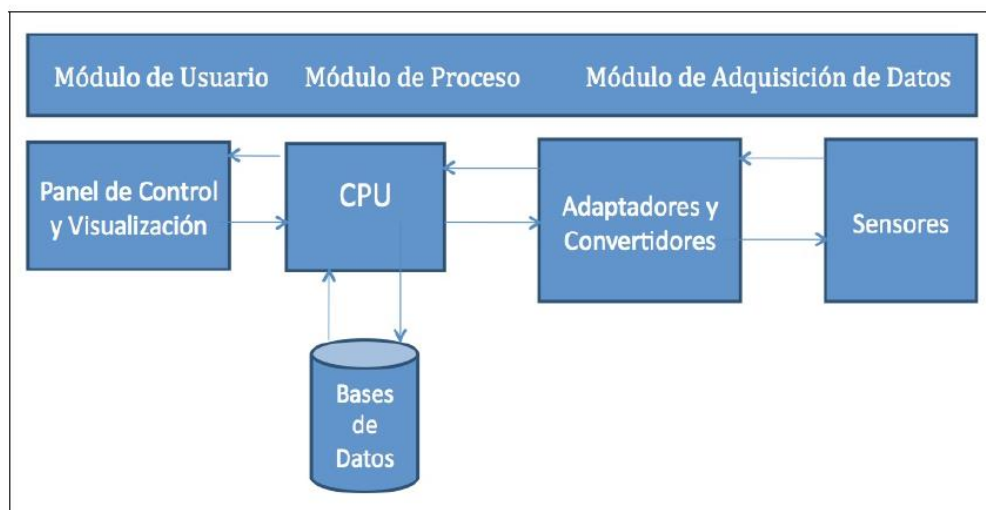 Módulo de Usuario
Módulo de Proceso
Módulo de Adquisición de Datos
Panel de Control
y Visualización
CPU
Adaptadores y
Convertidores
Sensores
Bases
de
Datos